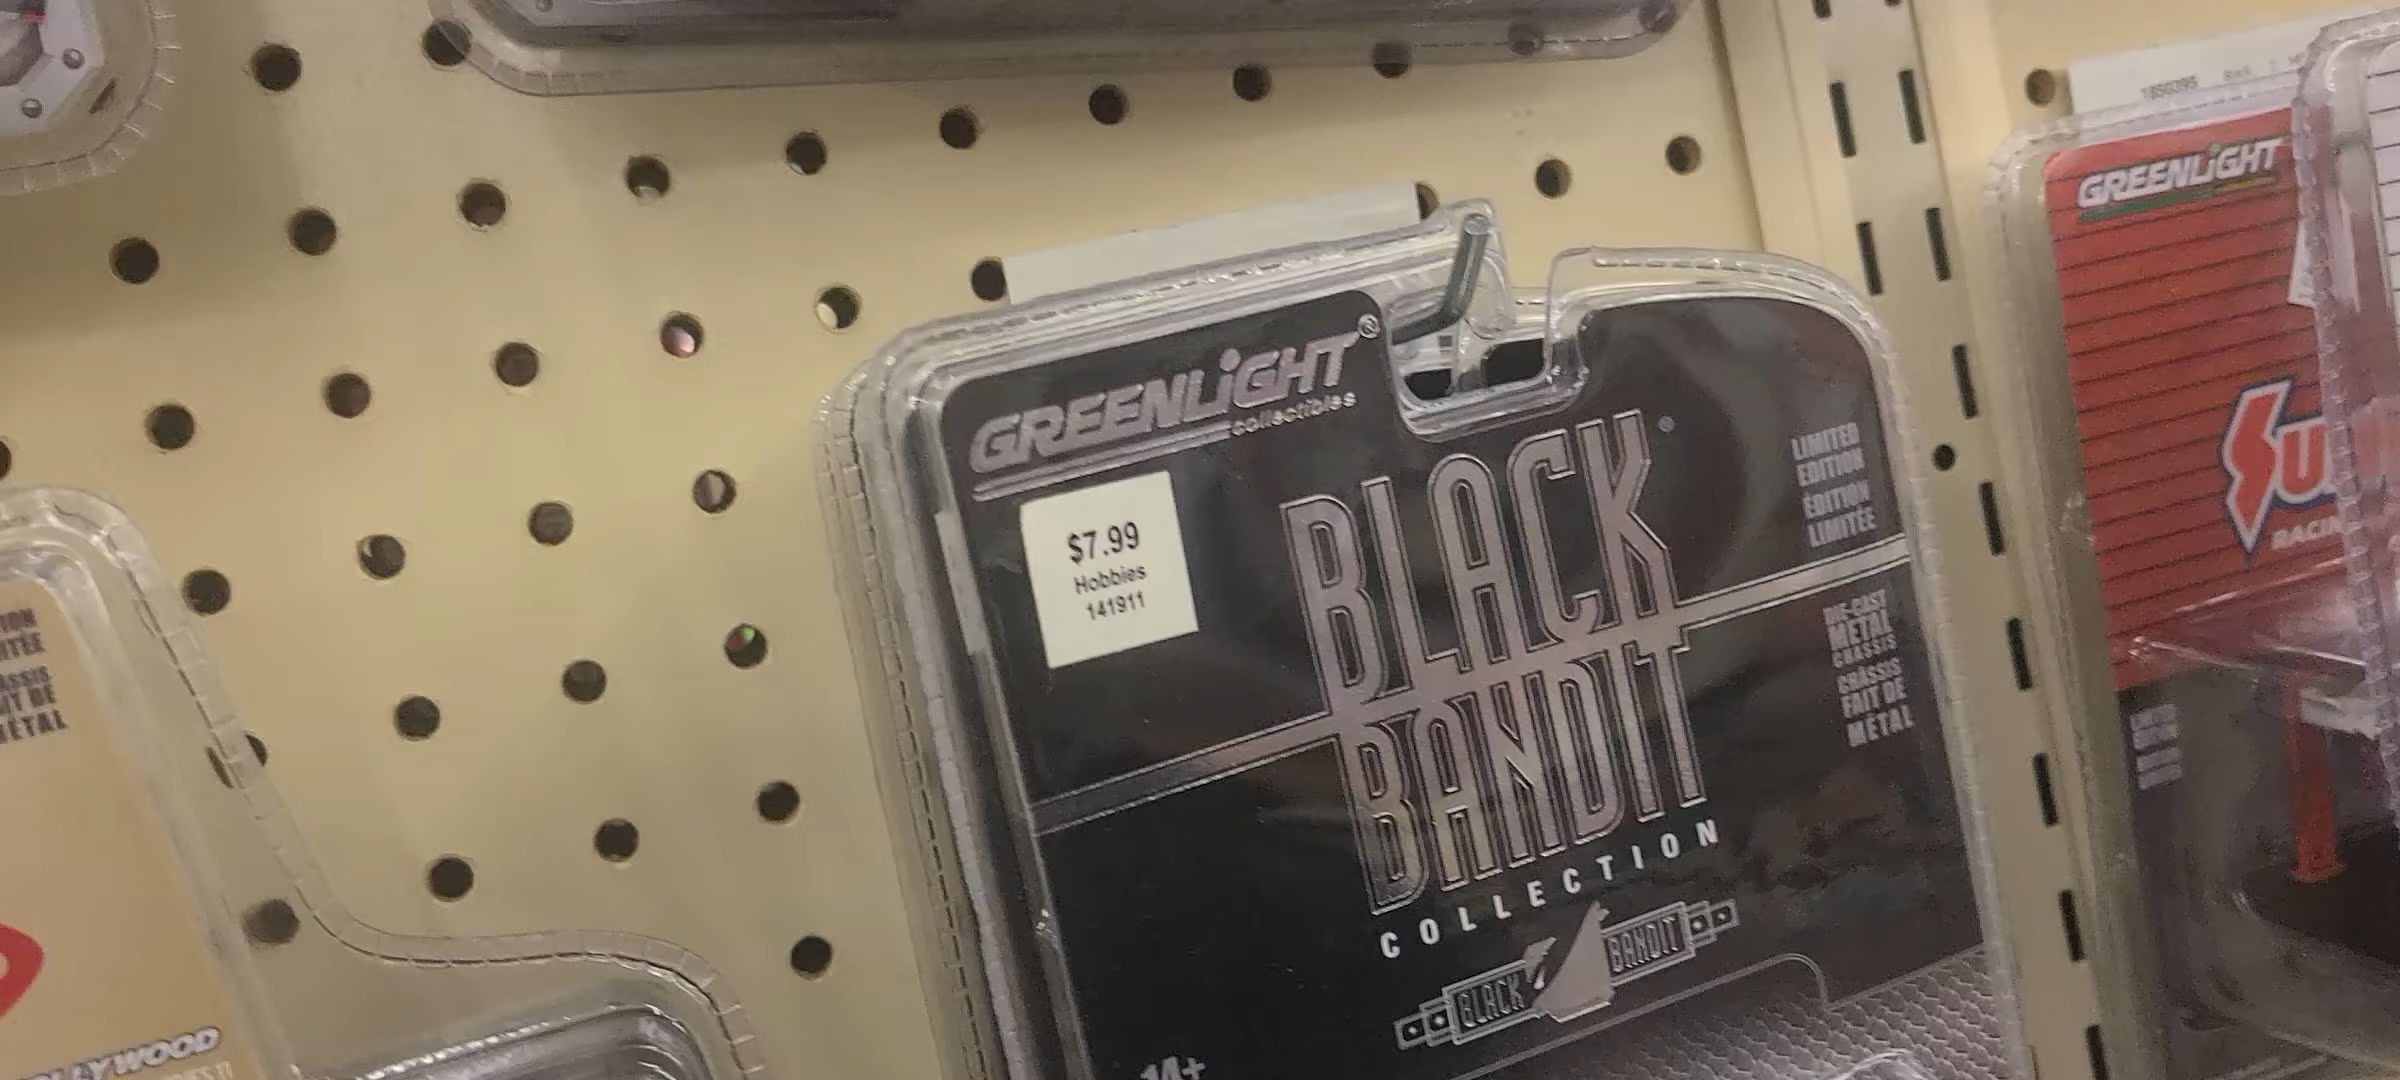 GREENLiGHT®
collectibles
$7.99
Hobbies
141911
BLACK
BANDIT
COLLECTION
BLACK BANDIT
LIMITED
EDITION
ÉDITION
LIMITÉE
DIE-CAST
METAL
CHASSIS
CHÂSSIS
FAIT DE
MÉTAL
14+
GREENLiGHT